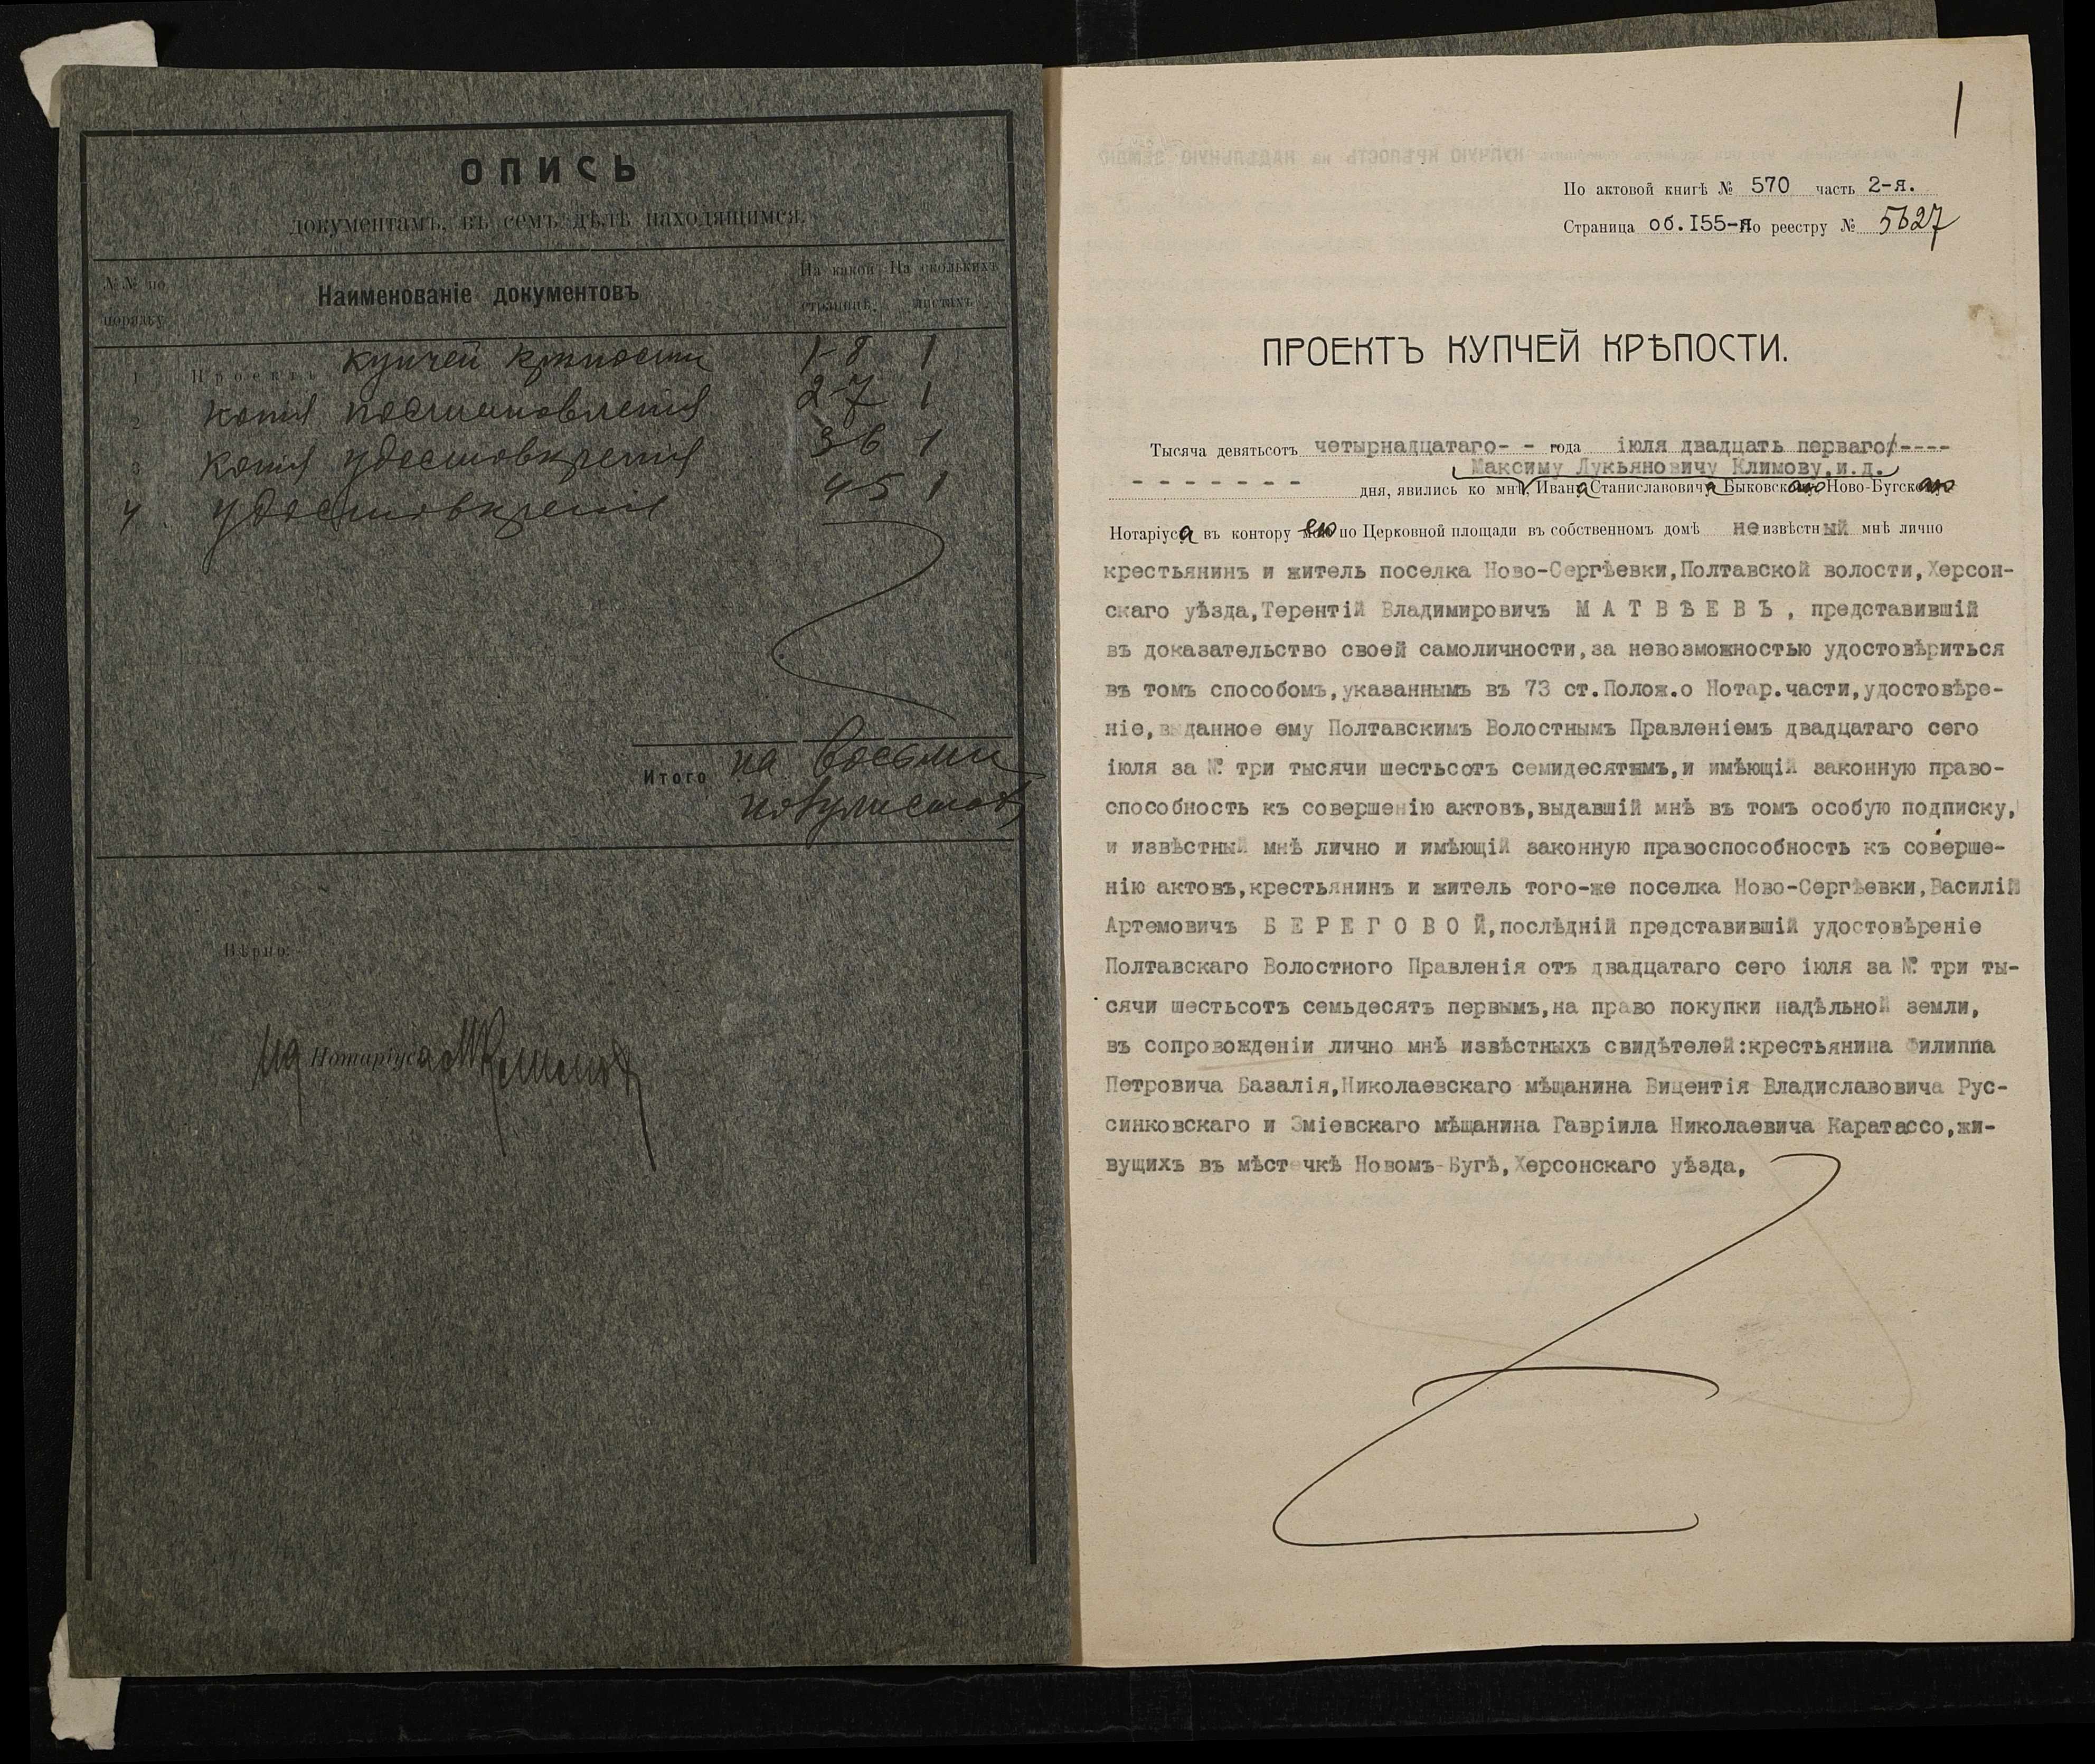 ОПИСЬ
документамъ, въ семъ дѣлѣ находящимся.
№№ по порядку
Наименованіе документовъ
На какой страницѣ.
На сколькихъ листахъ.
1 Проектъ купчей крѣпости 1-8 1
2 копія постановленія 2-7 1
3 копія удостовѣренія 3 6 1
4 удостовѣреніе 4 5 1
Итого на восьми
полулистахъ
Вѣрно:
И д Нотаріуса МКлимовъ
1
По актовой книгѣ № 570 часть 2-я.
Страница об.155-я По реестру № 5627
ПРОЕКТЪ КУПЧЕЙ КРѢПОСТИ.
Тысяча девятьсотъ четырнадцатаго- - года іюля двадцать перваго/----
Максиму Лукьяновичу Климову,и.д.
- - - - - - - дня, явились ко мнѣ, Ивана Станиславовича Быковскаго Ново-Бугскаго
Нотаріуса въ контору его по Церковной площади въ собственномъ домѣ неизвѣстный мнѣ лично
крестьянинъ и житель поселка Ново-Сергѣевки,Полтавской волости,Херсон-
скаго уѣзда,Терентій Владимировичъ М А Т В Ѣ Е В Ъ , представившій
въ доказательство своей самоличности,за невозможностью удостовѣриться
въ томъ способомъ,указаннымъ въ 73 ст.Полож.о Нотар.части,удостовѣре-
ніе,выданное ему Полтавскимъ Волостнымъ Правленіемъ двадцатаго сего
іюля за № три тысячи шестьсотъ семидесятымъ,и имѣющій законную право-
способность къ совершенію актовъ,выдавшій мнѣ въ томъ особую подписку,
и извѣстный мнѣ лично и имѣющій законную правоспособность къ соверше-
нію актовъ,крестьянинъ и житель того-же поселка Ново-Сергѣевки,Василій
Артемовичъ Б Е Р Е Г О В О Й,послѣдній представившій удостовѣреніе
Полтавскаго Волостного Правленія отъ двадцатаго сего іюля за № три ты-
сячи шестьсотъ семьдесятъ первымъ,на право покупки надѣльной земли,
въ сопровожденіи лично мнѣ извѣстныхъ свидѣтелей:крестьянина Филиппа
Петровича Базалія,Николаевскаго мѣщанина Вицентія Владиславовича Рус-
синковскаго и Зміевскаго мѣщанина Гавріила Николаевича Каратассо,жи-
вущихъ въ мѣстечкѣ Новомъ-Бугѣ,Херсонскаго уѣзда,